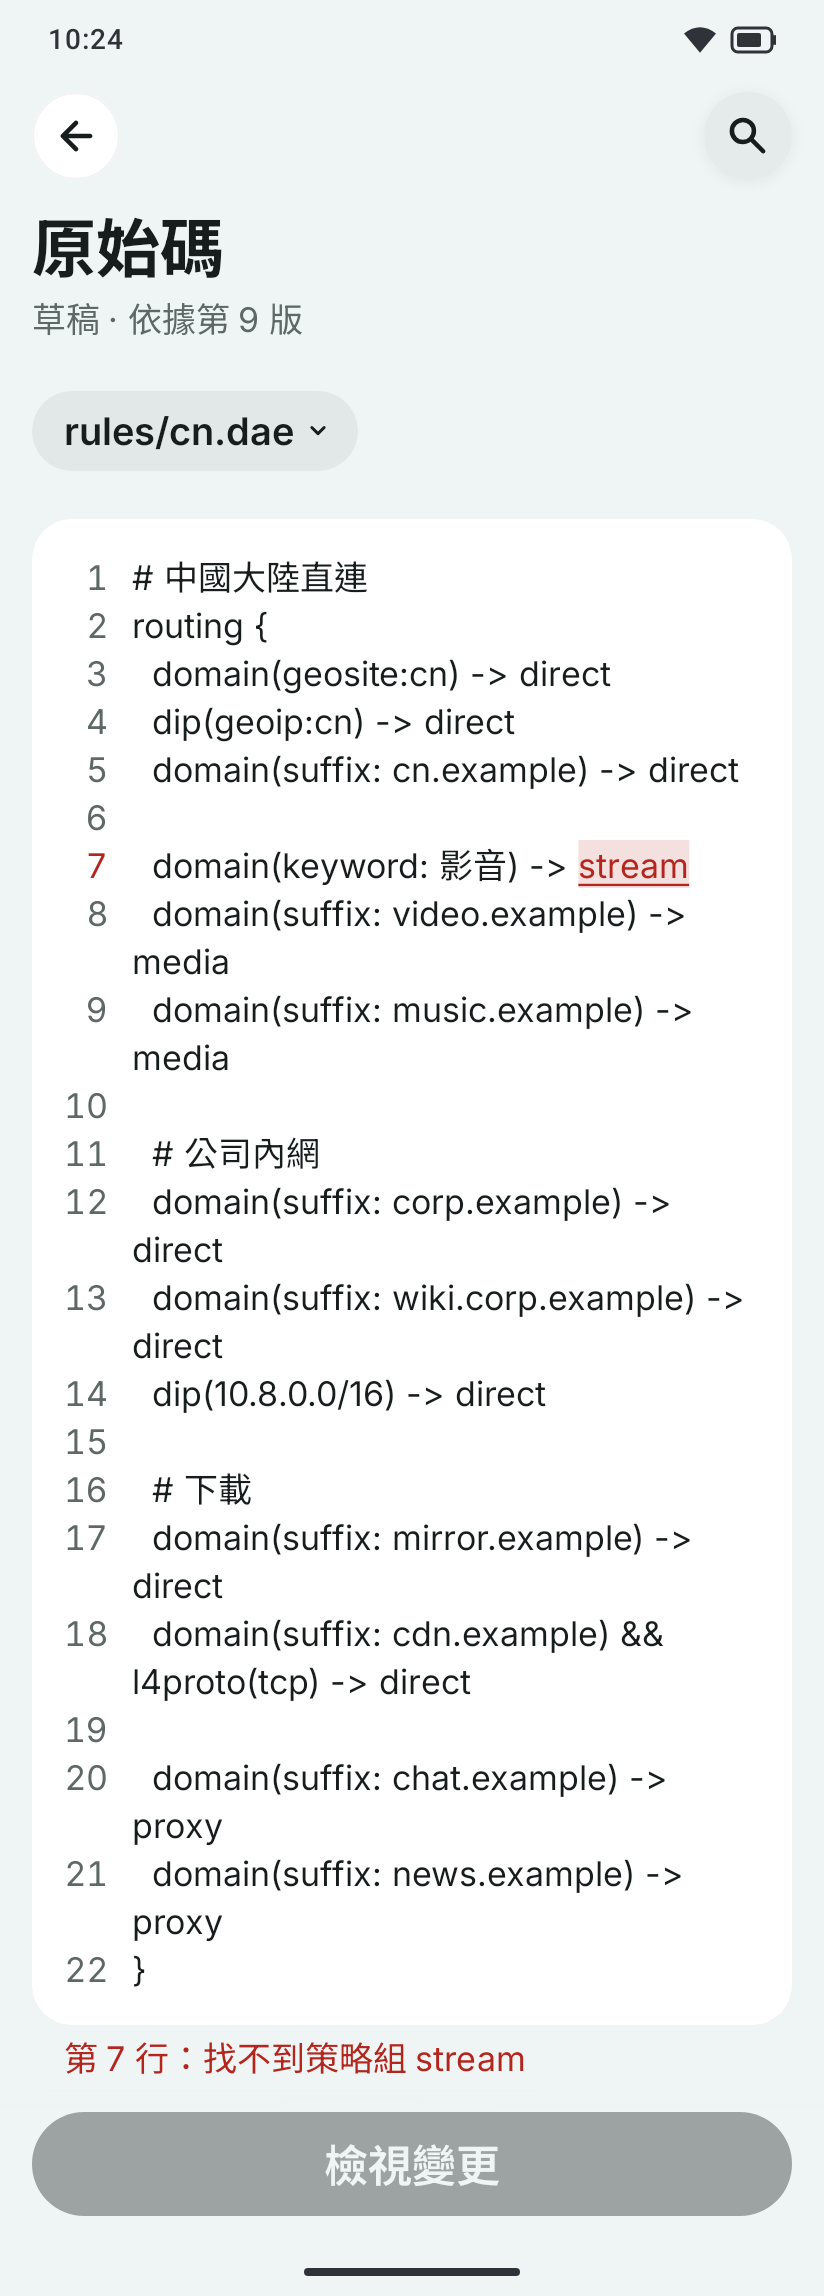 10:24
原始碼
草稿 · 依據第 9 版
rules/cn.dae
1 # 中國大陸直連
2 routing {
3   domain(geosite:cn) -> direct
4   dip(geoip:cn) -> direct
5   domain(suffix: cn.example) -> direct
6
7   domain(keyword: 影音) -> stream
8   domain(suffix: video.example) ->
media
9   domain(suffix: music.example) ->
media
10
11   # 公司內網
12   domain(suffix: corp.example) ->
direct
13   domain(suffix: wiki.corp.example) ->
direct
14   dip(10.8.0.0/16) -> direct
15
16   # 下載
17   domain(suffix: mirror.example) ->
direct
18   domain(suffix: cdn.example) &&
l4proto(tcp) -> direct
19
20   domain(suffix: chat.example) ->
proxy
21   domain(suffix: news.example) ->
proxy
22 }
第 7 行：找不到策略組 stream
檢視變更